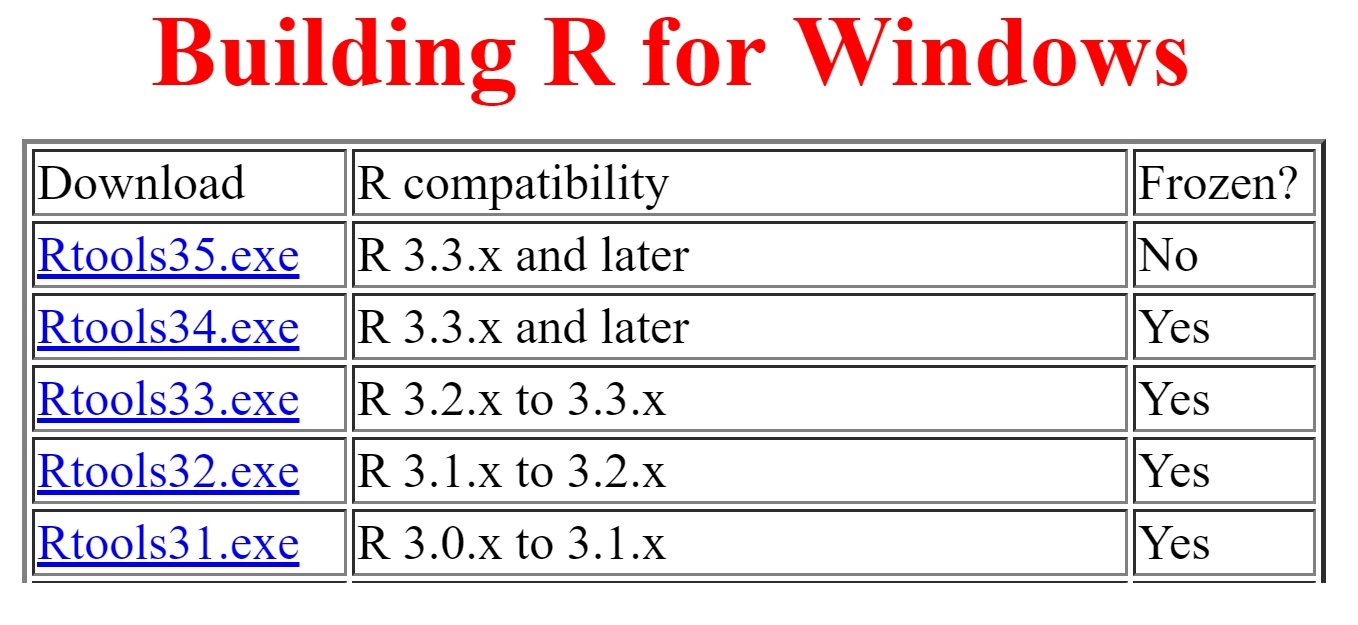 Building R for Windows
Download R compatibility Frozen?
Rtools35.exe R 3.3.x and later No
Rtools34.exe R 3.3.x and later Yes
Rtools33.exe R 3.2.x to 3.3.x Yes
Rtools32.exe R 3.1.x to 3.2.x Yes
Rtools31.exe R 3.0.x to 3.1.x Yes